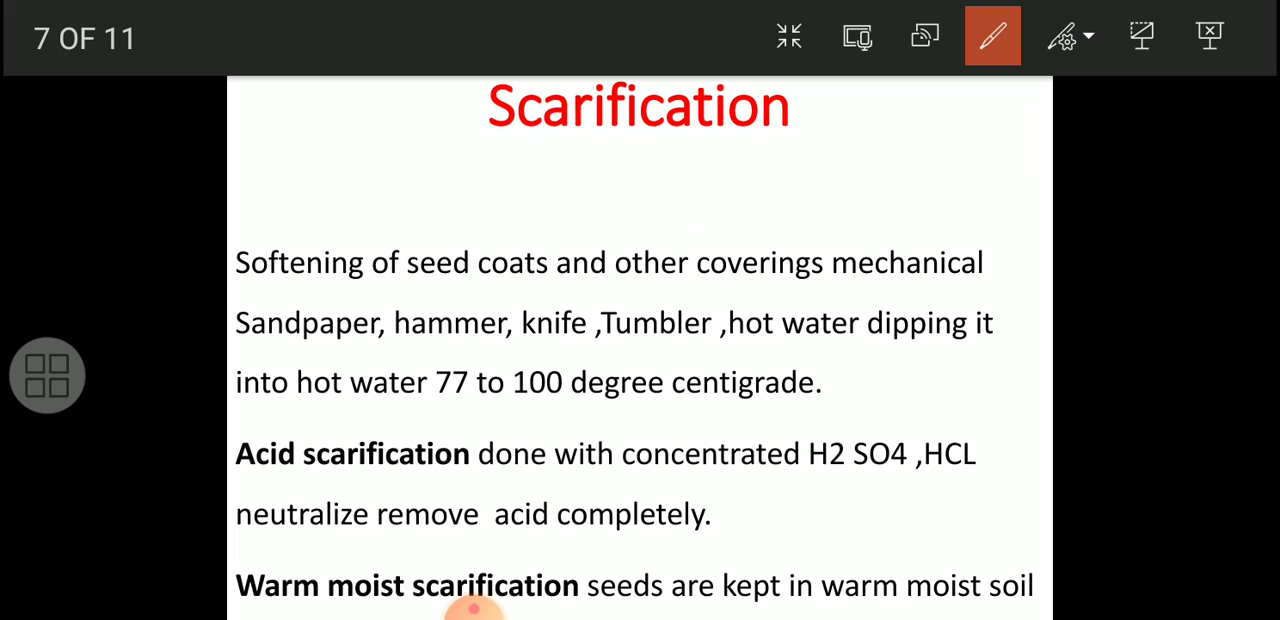 7 OF 11
Scarification
Softening of seed coats and other coverings mechanical
Sandpaper, hammer, knife ,Tumbler ,hot water dipping it
into hot water 77 to 100 degree centigrade.
Acid scarification done with concentrated H2 SO4 ,HCL
neutralize remove  acid completely.
Warm moist scarification seeds are kept in warm moist soil